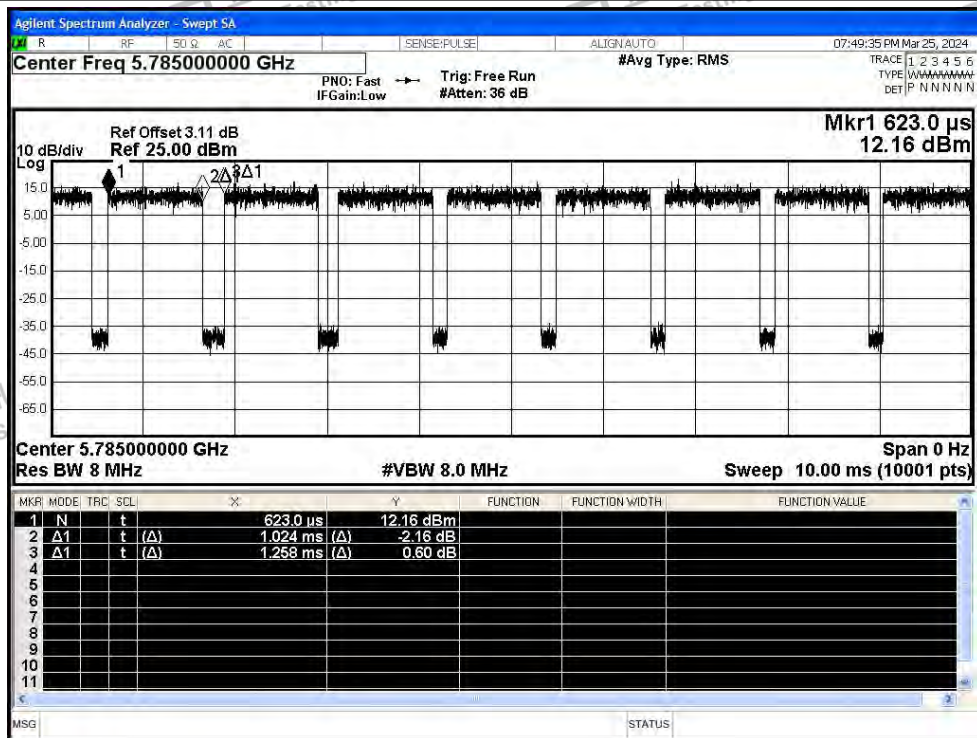 Agilent Spectrum Analyzer - Swept SA
R RF 50 Ω AC SENSE:PULSE ALIGN AUTO 07:49:35 PM Mar 25, 2024
Center Freq 5.785000000 GHz #Avg Type: RMS TRACE 1 2 3 4 5 6
PNO: Fast Trig: Free Run TYPE WWWWWW
IFGain:Low #Atten: 36 dB DET P N N N N N
Mkr1 623.0 µs
Ref Offset 3.11 dB 12.16 dBm
10 dB/div Ref 25.00 dBm
Log
1 2Δ1 3Δ1
15.0
5.00
-5.00
-15.0
-25.0
-35.0
-45.0
-55.0
-65.0
Center 5.785000000 GHz Span 0 Hz
Res BW 8 MHz #VBW 8.0 MHz Sweep 10.00 ms (10001 pts)
MKR MODE TRC SCL X Y FUNCTION FUNCTION WIDTH FUNCTION VALUE
1 N t 623.0 µs 12.16 dBm
2 Δ1 t (Δ) 1.024 ms (Δ) -2.16 dB
3 Δ1 t (Δ) 1.258 ms (Δ) 0.60 dB
4
5
6
7
8
9
10
11
MSG STATUS